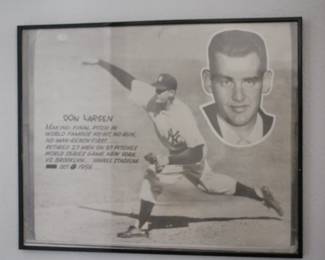 DON LARSEN
MAKING FINAL PITCH IN
WORLD FAMOUS NO-HIT, NO-RUN,
NO MAN-REACH-FIRST
RETIRED 27 MEN ON 97 PITCHES
WORLD SERIES GAME, NEW YORK
VS BROOKLYN. YANKEE STADIUM
OCT 8 1956